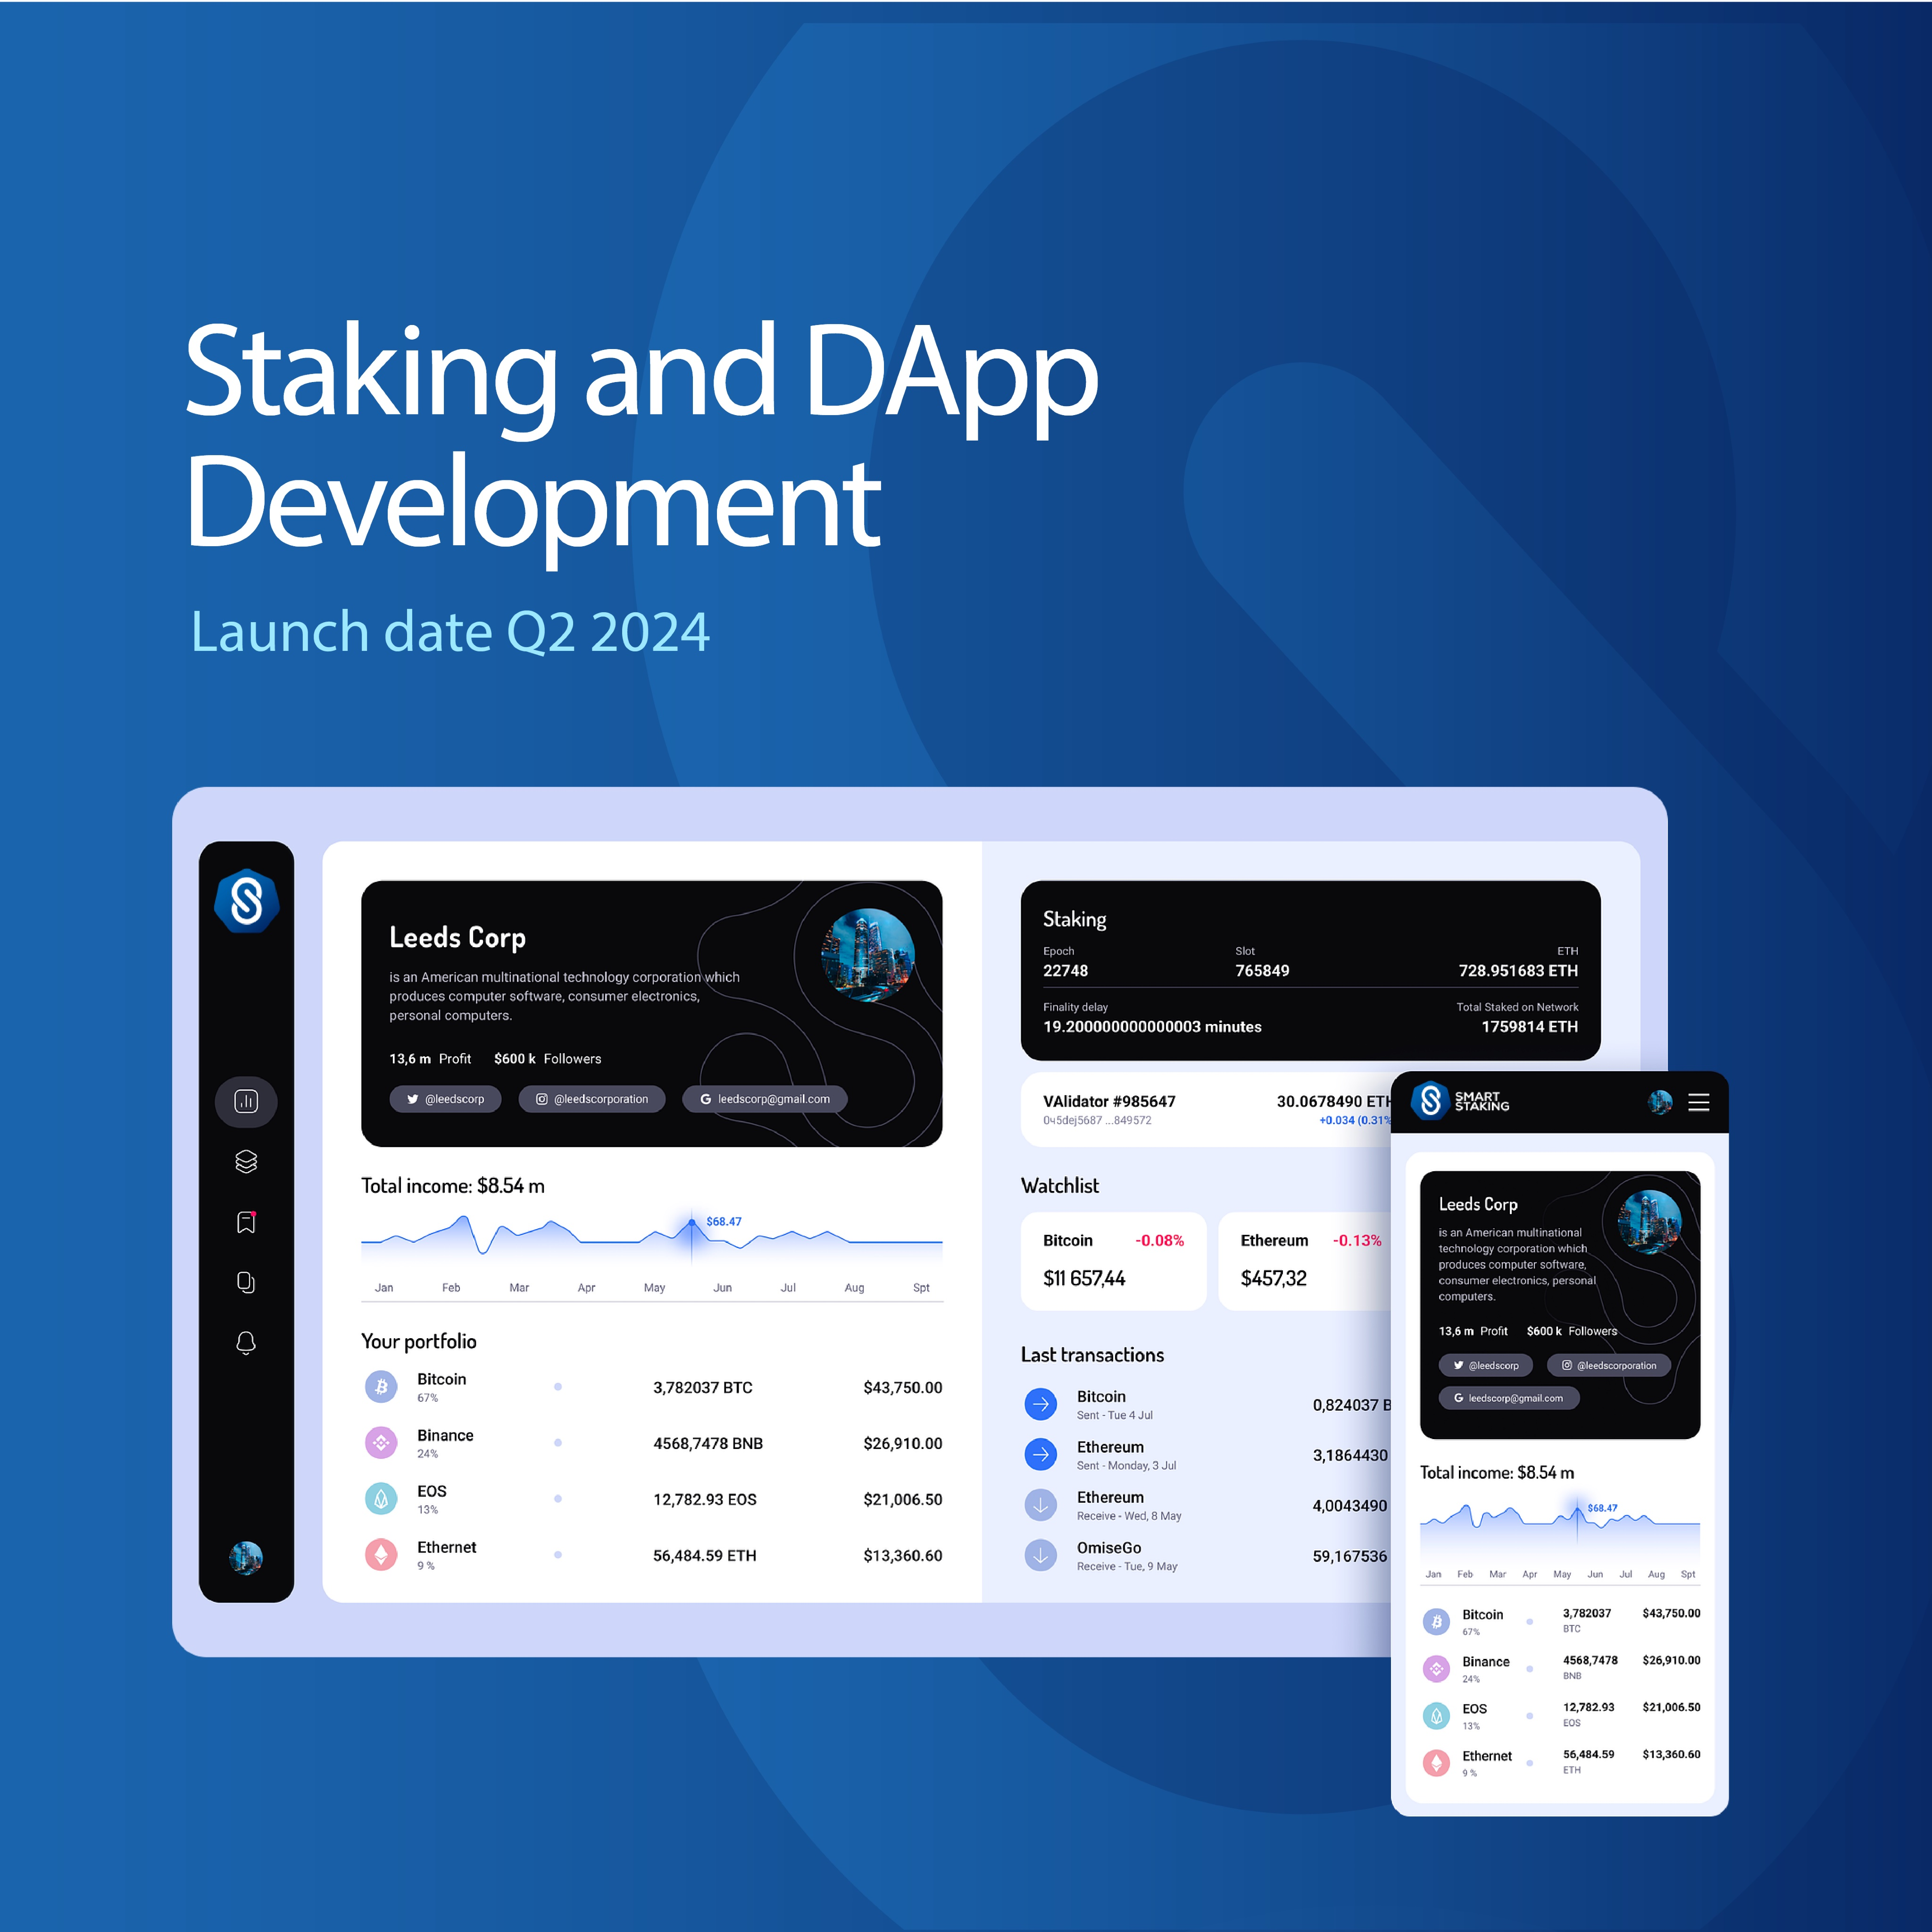 Staking and DApp
Development
Launch date Q2 2024
Leeds Corp
is an American multinational technology corporation which
produces computer software, consumer electronics,
personal computers.
13,6 m Profit $600 k Followers
@leedscorp @leedscorporation leedscorp@gmail.com
Total income: $8.54 m
$68.47
Jan Feb Mar Apr May Jun Jul Aug Spt
Your portfolio
Bitcoin 3,782037 BTC $43,750.00
67%
Binance 4568,7478 BNB $26,910.00
24%
EOS 12,782.93 EOS $21,006.50
13%
Ethernet 56,484.59 ETH $13,360.60
9 %
Staking
Epoch Slot ETH
22748 765849 728.951683 ETH
Finality delay Total Staked on Network
19.200000000000003 minutes 1759814 ETH
VAlidator #985647 30.0678490 ETH
045dej5687 ...849572 +0.034 (0.31%
Watchlist
Bitcoin -0.08% Ethereum -0.13%
$11 657,44 $457,32
Last transactions
Bitcoin 0,824037 B
Sent - Tue 4 Jul
Ethereum 3,1864430
Sent - Monday, 3 Jul
Ethereum 4,0043490
Receive - Wed, 8 May
OmiseGo 59,167536
Receive - Tue, 9 May
SMART
STAKING
Leeds Corp
is an American multinational
technology corporation which
produces computer software,
consumer electronics, personal
computers.
13,6 m Profit $600 k Followers
@leedscorp @leedscorporation
leedscorp@gmail.com
Total income: $8.54 m
$68.47
Jan Feb Mar Apr May Jun Jul Aug Spt
Bitcoin 3,782037 $43,750.00
67% BTC
Binance 4568,7478 $26,910.00
24% BNB
EOS 12,782.93 $21,006.50
13% EOS
Ethernet 56,484.59 $13,360.60
9 % ETH